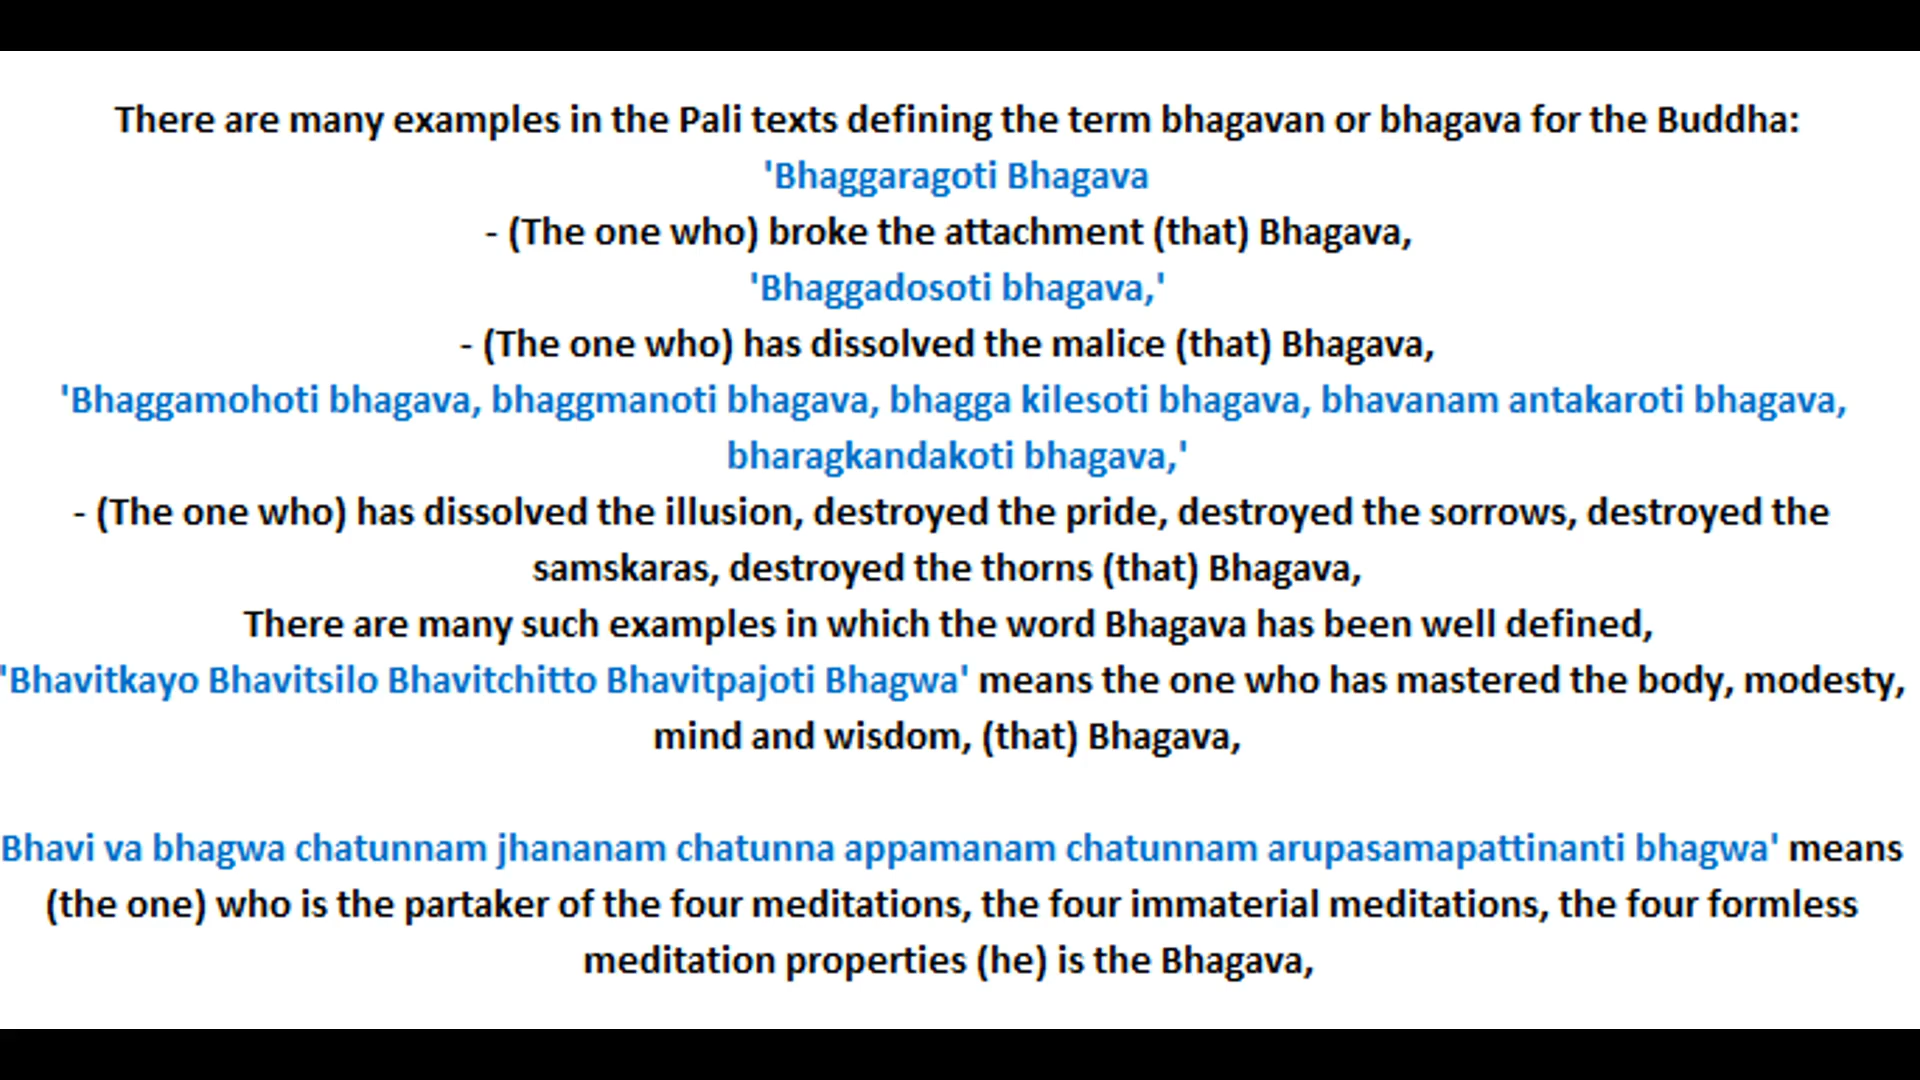 There are many examples in the Pali texts defining the term bhagavan or bhagava for the Buddha:
'Bhaggaragoti Bhagava
- (The one who) broke the attachment (that) Bhagava,
'Bhaggadosoti bhagava,'
- (The one who) has dissolved the malice (that) Bhagava,
'Bhaggamohoti bhagava, bhaggmanoti bhagava, bhagga kilesoti bhagava, bhavanam antakaroti bhagava,
bharagkandakoti bhagava,'
- (The one who) has dissolved the illusion, destroyed the pride, destroyed the sorrows, destroyed the
samskaras, destroyed the thorns (that) Bhagava,
There are many such examples in which the word Bhagava has been well defined,
'Bhavitkayo Bhavitsilo Bhavitchitto Bhavitpajoti Bhagwa' means the one who has mastered the body, modesty,
mind and wisdom, (that) Bhagava,
Bhavi va bhagwa chatunnam jhananam chatunna appamanam chatunnam arupasamapattinanti bhagwa' means
(the one) who is the partaker of the four meditations, the four immaterial meditations, the four formless
meditation properties (he) is the Bhagava,